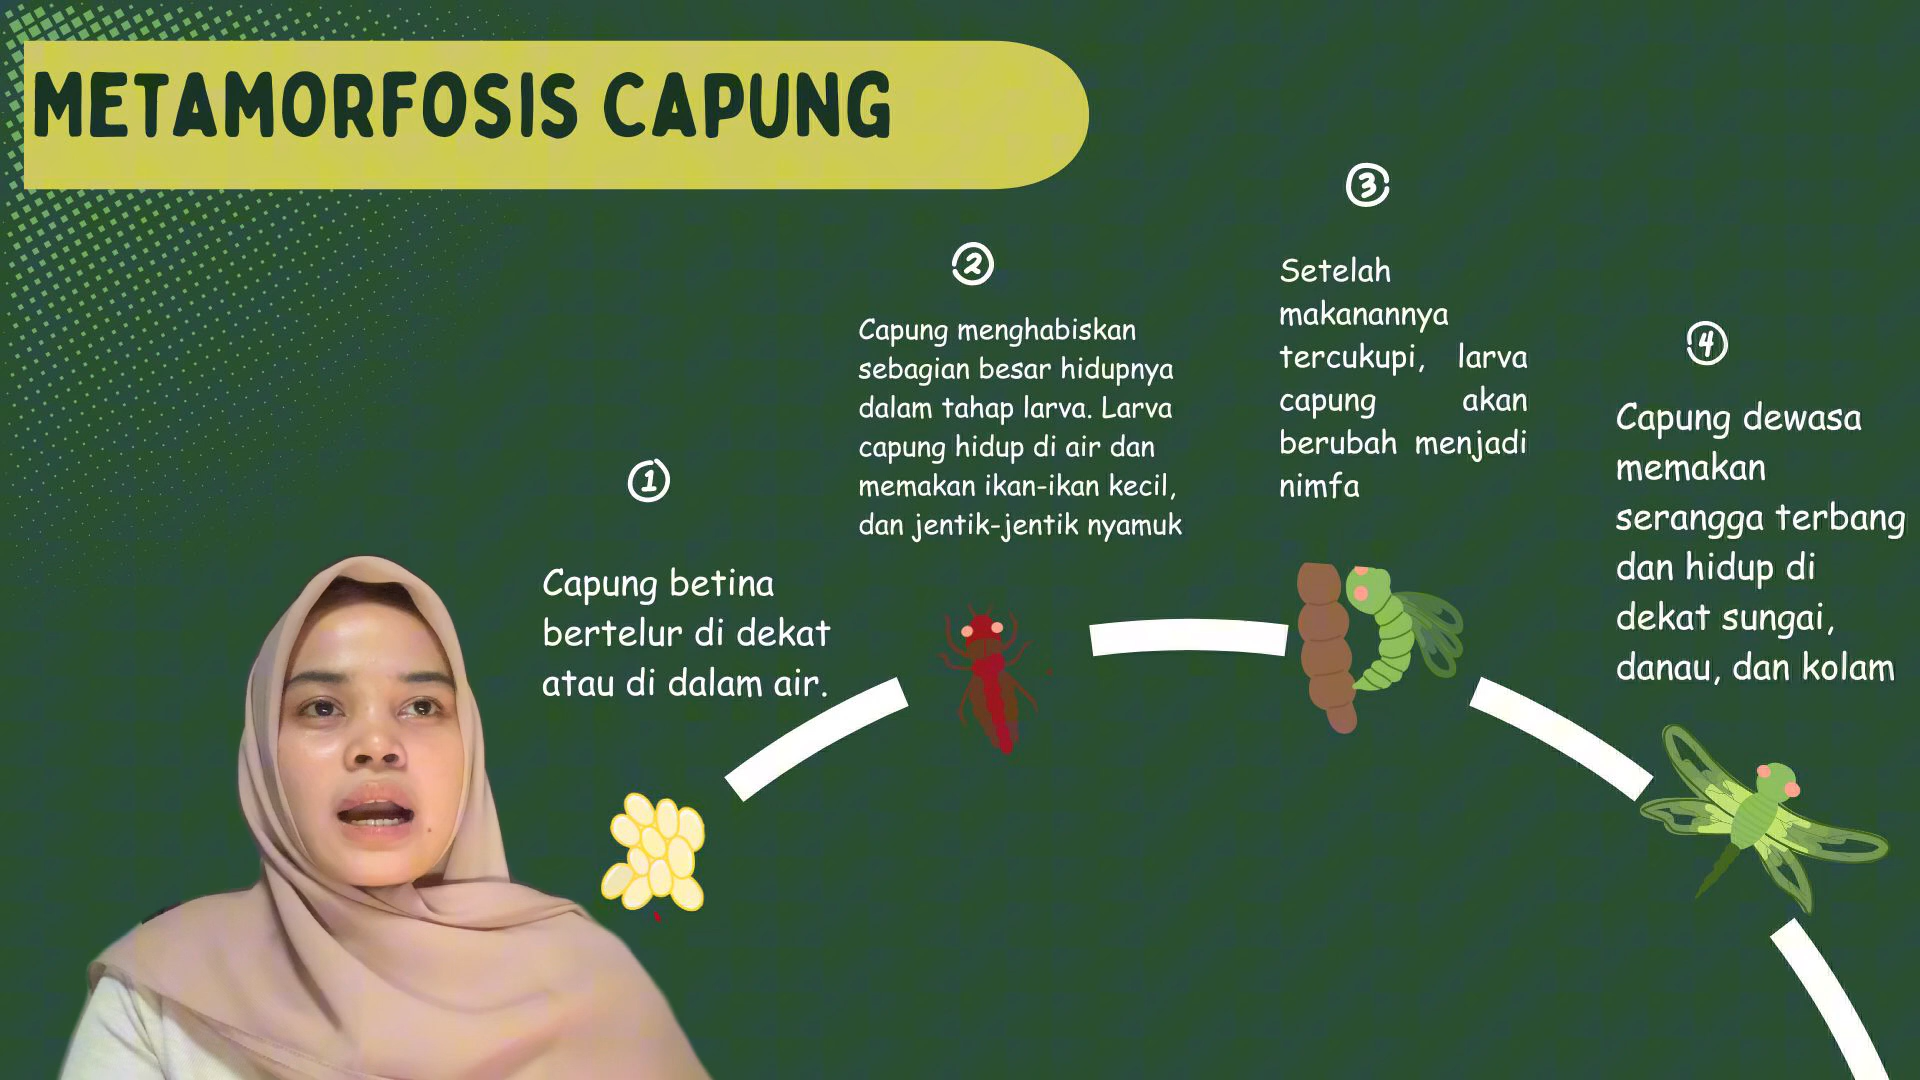 METAMORFOSIS CAPUNG
1
Capung betina
bertelur di dekat
atau di dalam air.
2
Capung menghabiskan
sebagian besar hidupnya
dalam tahap larva. Larva
capung hidup di air dan
memakan ikan-ikan kecil,
dan jentik-jentik nyamuk
3
Setelah
makanannya
tercukupi, larva
capung akan
berubah menjadi
nimfa
4
Capung dewasa
memakan
serangga terbang
dan hidup di
dekat sungai,
danau, dan kolam